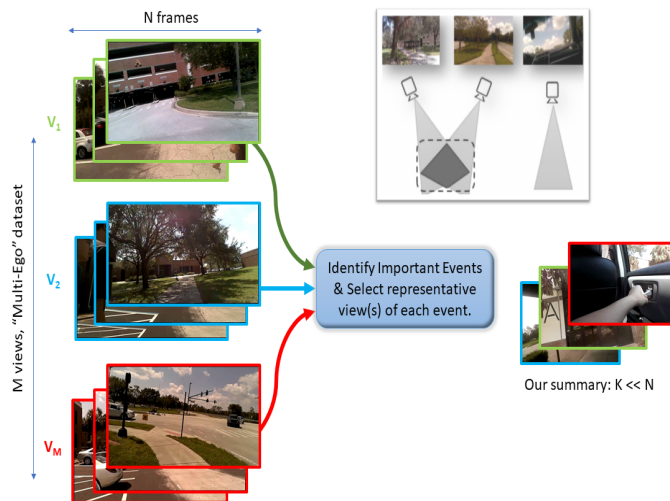 N frames
V1
M views, “Multi-Ego” dataset
V2
VM
Identify Important Events
& Select representative
view(s) of each event.
Our summary: K << N